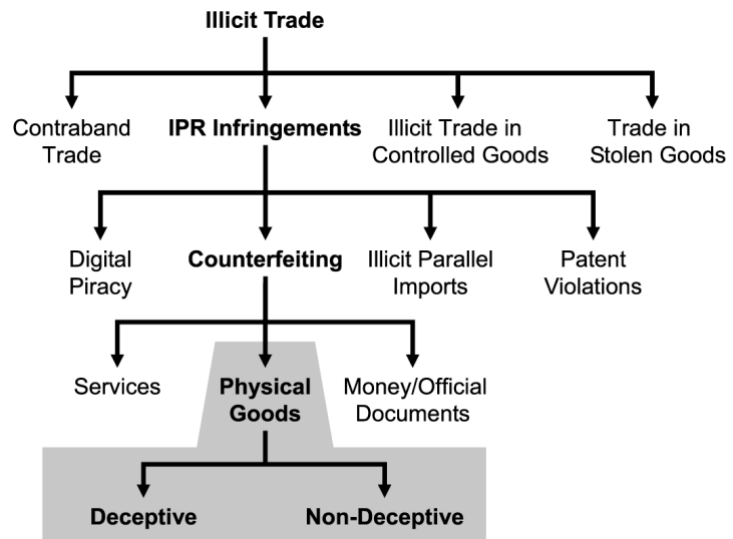 Illicit Trade
Contraband Trade
IPR Infringements
Illicit Trade in Controlled Goods
Trade in Stolen Goods
Digital Piracy
Counterfeiting
Illicit Parallel Imports
Patent Violations
Services
Physical Goods
Money/Official Documents
Deceptive
Non-Deceptive